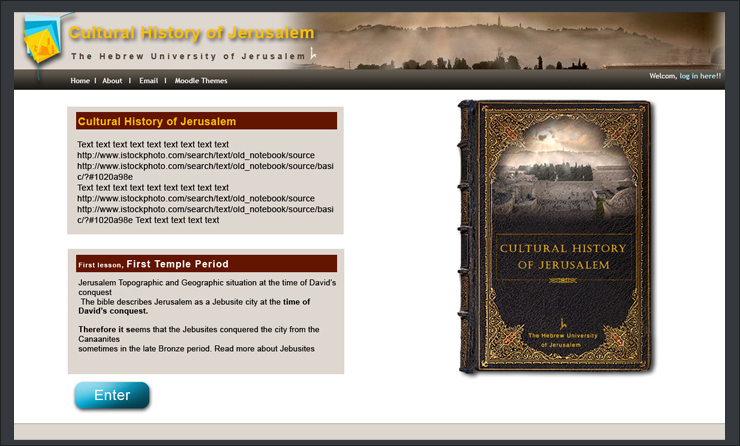 Cultural History of Jerusalem
The Hebrew University of Jerusalem
Home I About I Email I Moodle Themes
Welcom, log in here!!
Cultural History of Jerusalem
Text text text text text text text text text
http://www.istockphoto.com/search/text/old_notebook/source
http://www.istockphoto.com/search/text/old_notebook/source/basi
c/?#1020a98e
Text text text text text text text text text
http://www.istockphoto.com/search/text/old_notebook/source
http://www.istockphoto.com/search/text/old_notebook/source/basi
c/?#1020a98e Text text text text text
First lesson, First Temple Period
Jerusalem Topographic and Geographic situation at the time of David's
conquest
The bible describes Jerusalem as a Jebusite city at the time of
David's conquest.
Therefore it seems that the Jebusites conquered the city from the
Canaanites
sometimes in the late Bronze period. Read more about Jebusites
Enter
CULTURAL HISTORY
OF JERUSALEM
The Hebrew University
of Jerusalem